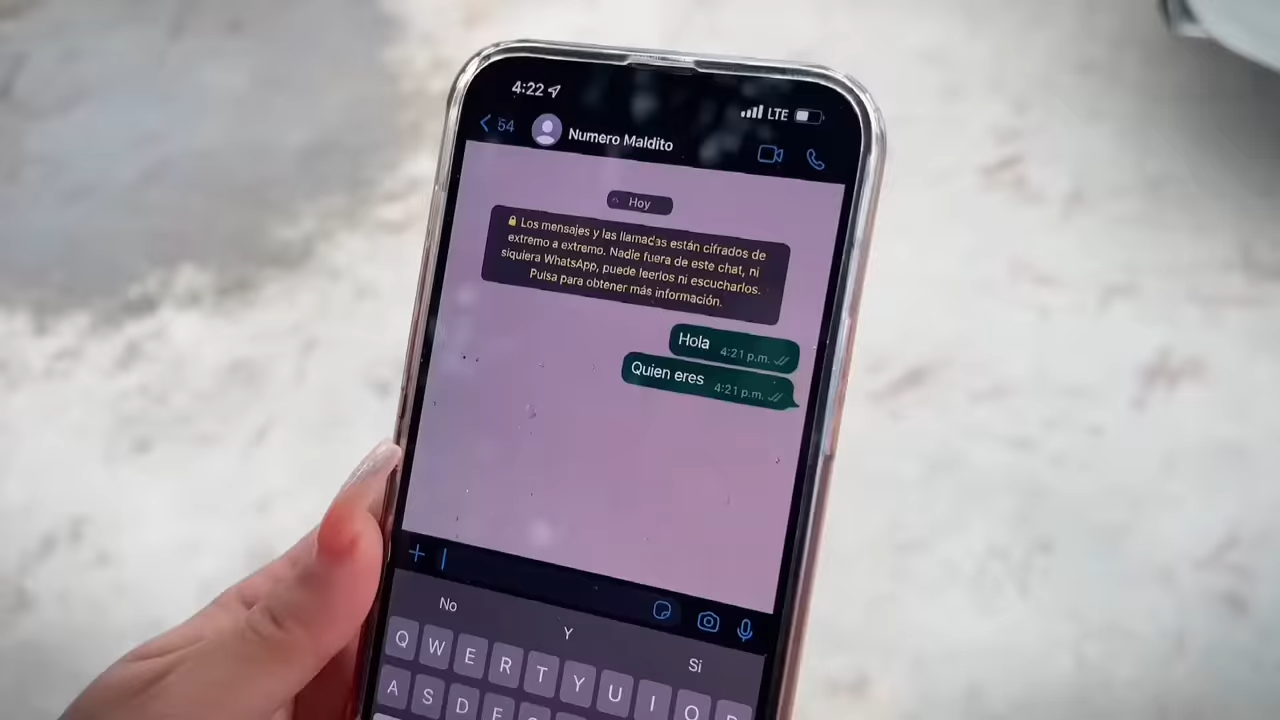 4:22
LTE
54
Numero Maldito
Hoy
Los mensajes y las llamadas están cifrados de
extremo a extremo. Nadie fuera de este chat, ni
siquiera WhatsApp, puede leerlos ni escucharlos.
Pulsa para obtener más información.
Hola 4:21 p.m.
Quien eres 4:21 p.m.
No Y Si
Q W E R T Y U I O
A S D